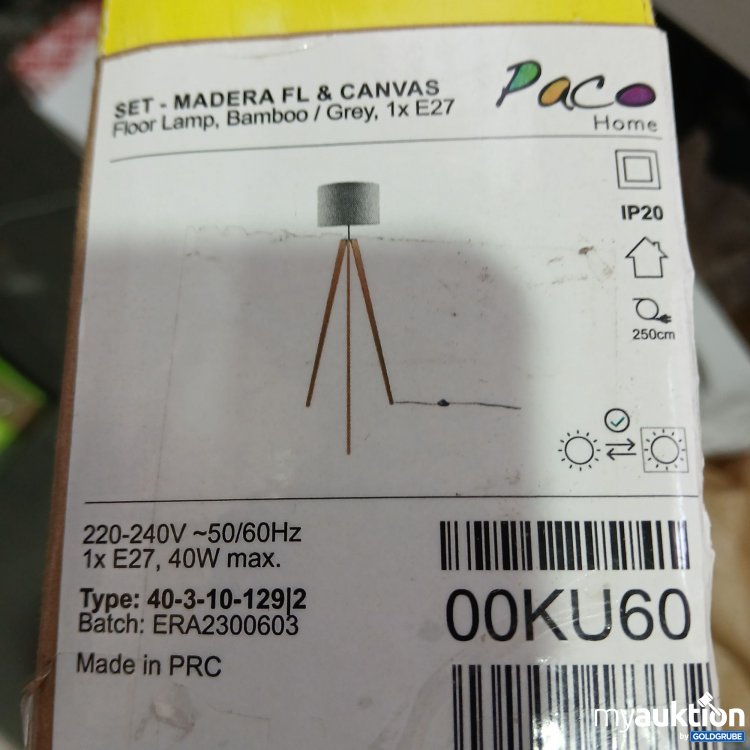 SET - MADERA FL & CANVAS
Floor Lamp, Bamboo / Grey, 1x E27
Paco
Home
IP20
250cm
220-240V ~50/60Hz
1x E27, 40W max.
Type: 40-3-10-129|2
Batch: ERA2300603
Made in PRC
00KU60
myauktion
by GOLDGRUBE